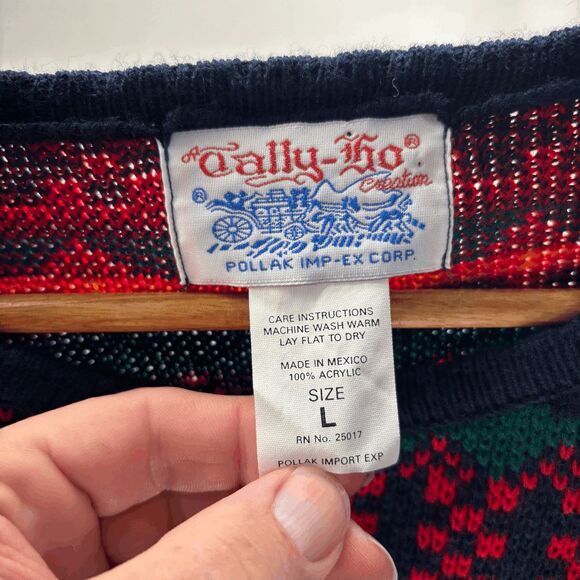 A Tally-Ho®
Creation
®
POLLAK IMP-EX CORP.
CARE INSTRUCTIONS
MACHINE WASH WARM
LAY FLAT TO DRY
MADE IN MEXICO
100% ACRYLIC
SIZE
L
RN No. 25017
POLLAK IMPORT EXP